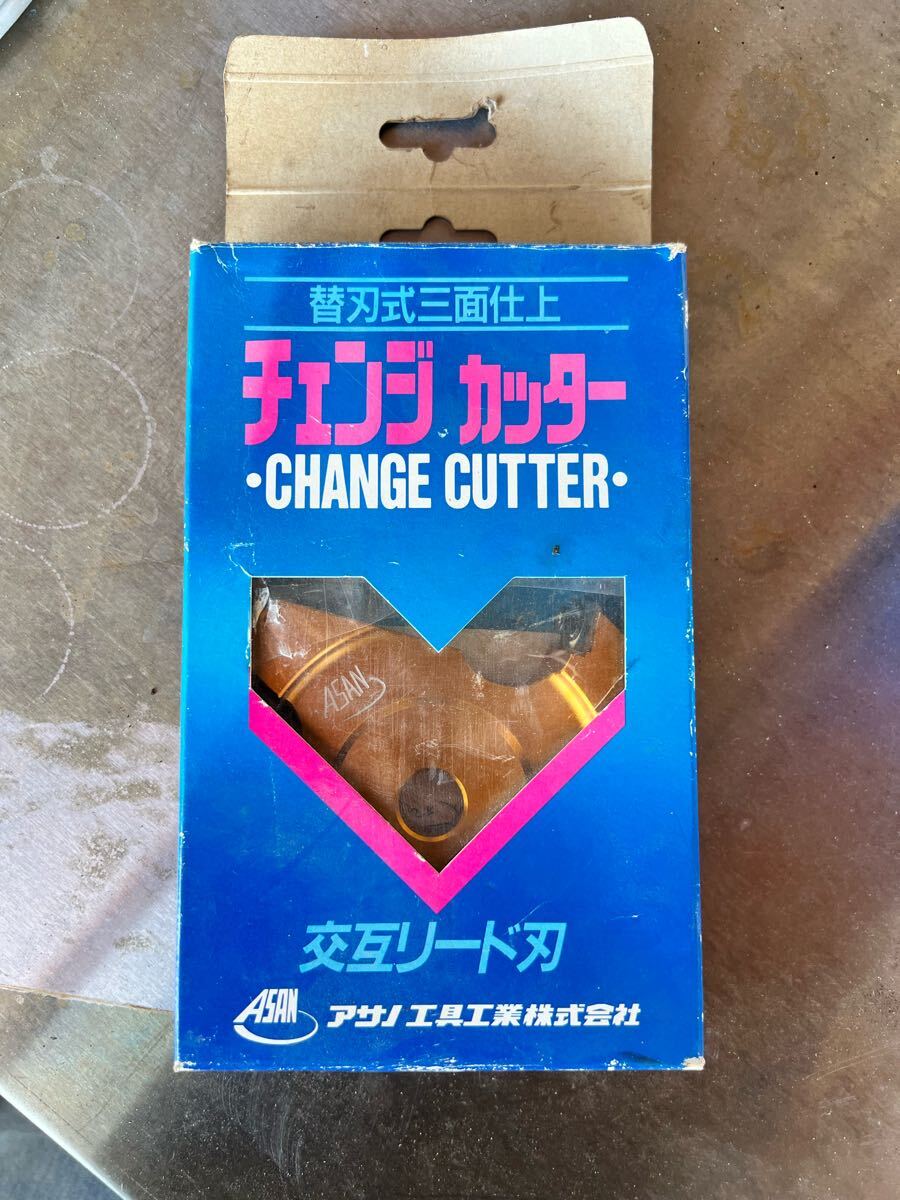 替刃式三面仕上
チェンジ カッター
・CHANGE CUTTER・
ASAN
交互リード刃
ASAN アサノ工具工業株式会社